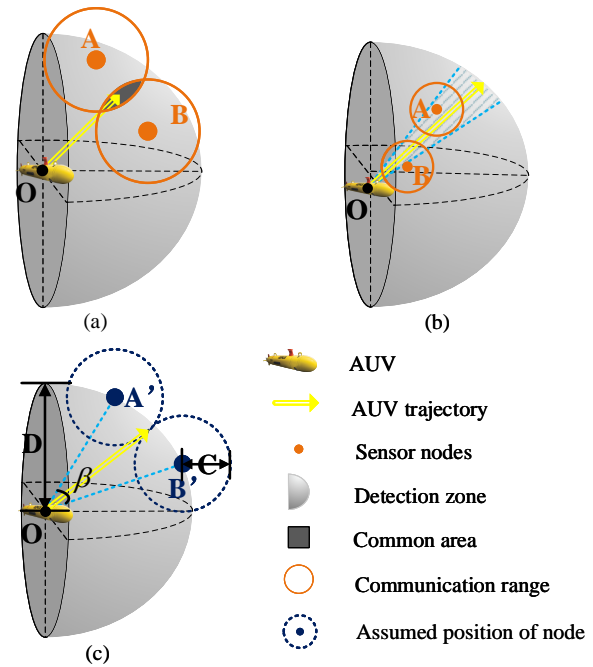 A
B
O
(a)
A
B
O
(b)
D
A'
C
β
B'
O
(c)
AUV
AUV trajectory
Sensor nodes
Detection zone
Common area
Communication range
Assumed position of node